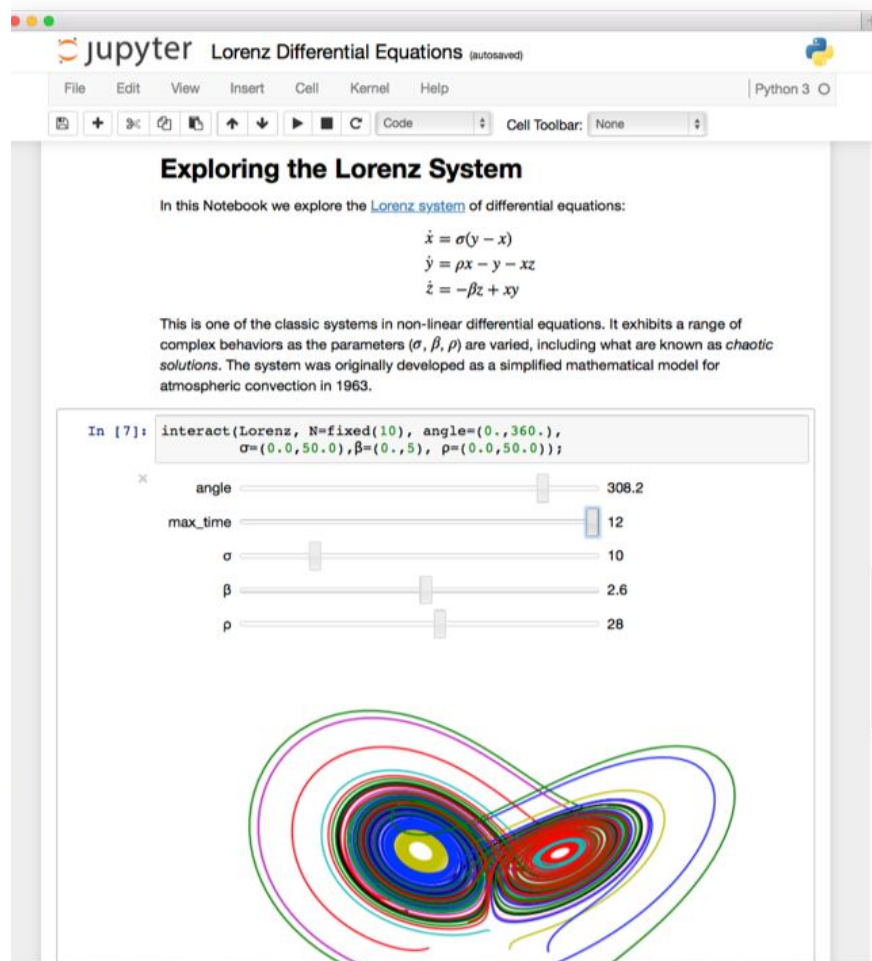 jupyter Lorenz Differential Equations (autosaved)
File Edit View Insert Cell Kernel Help Python 3
Code Cell Toolbar: None
Exploring the Lorenz System
In this Notebook we explore the Lorenz system of differential equations:
ẋ = σ(y − x)
ẏ = ρx − y − xz
ż = −βz + xy
This is one of the classic systems in non-linear differential equations. It exhibits a range of
complex behaviors as the parameters (σ, β, ρ) are varied, including what are known as chaotic
solutions. The system was originally developed as a simplified mathematical model for
atmospheric convection in 1963.
In [7]: interact(Lorenz, N=fixed(10), angle=(0.,360.),
σ=(0.0,50.0),β=(0.,5), ρ=(0.0,50.0));
angle 308.2
max_time 12
σ 10
β 2.6
ρ 28